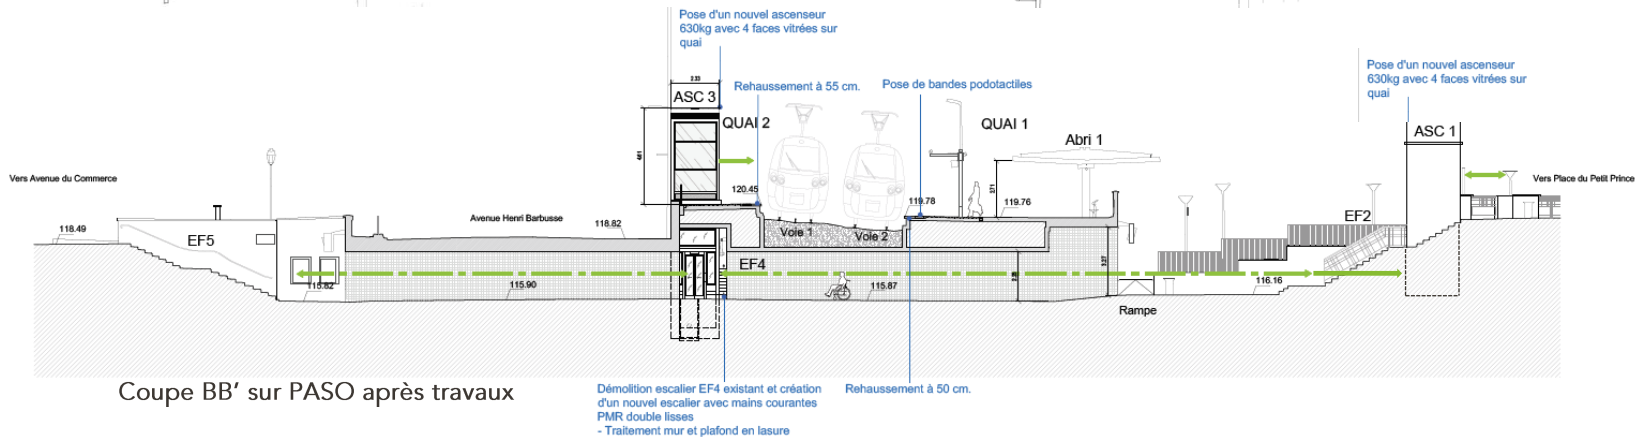 Pose d'un nouvel ascenseur
630kg avec 4 faces vitrées sur
quai
Pose d'un nouvel ascenseur
630kg avec 4 faces vitrées sur
quai
2.33
Rehaussement à 55 cm.
Pose de bandes podotactiles
ASC 3
QUAI 2
QUAI 1
Abri 1
ASC 1
Vers Avenue du Commerce
Vers Place du Petit Prince
120.45
119.78
119.76
Avenue Henri Barbusse
118.82
118.49
EF5
Voie 1
Voie 2
EF2
EF4
115.82
115.90
115.87
116.16
Rampe
Coupe BB' sur PASO après travaux
Démolition escalier EF4 existant et création
d'un nouvel escalier avec mains courantes
PMR double lisses
- Traitement mur et plafond en lasure
Rehaussement à 50 cm.